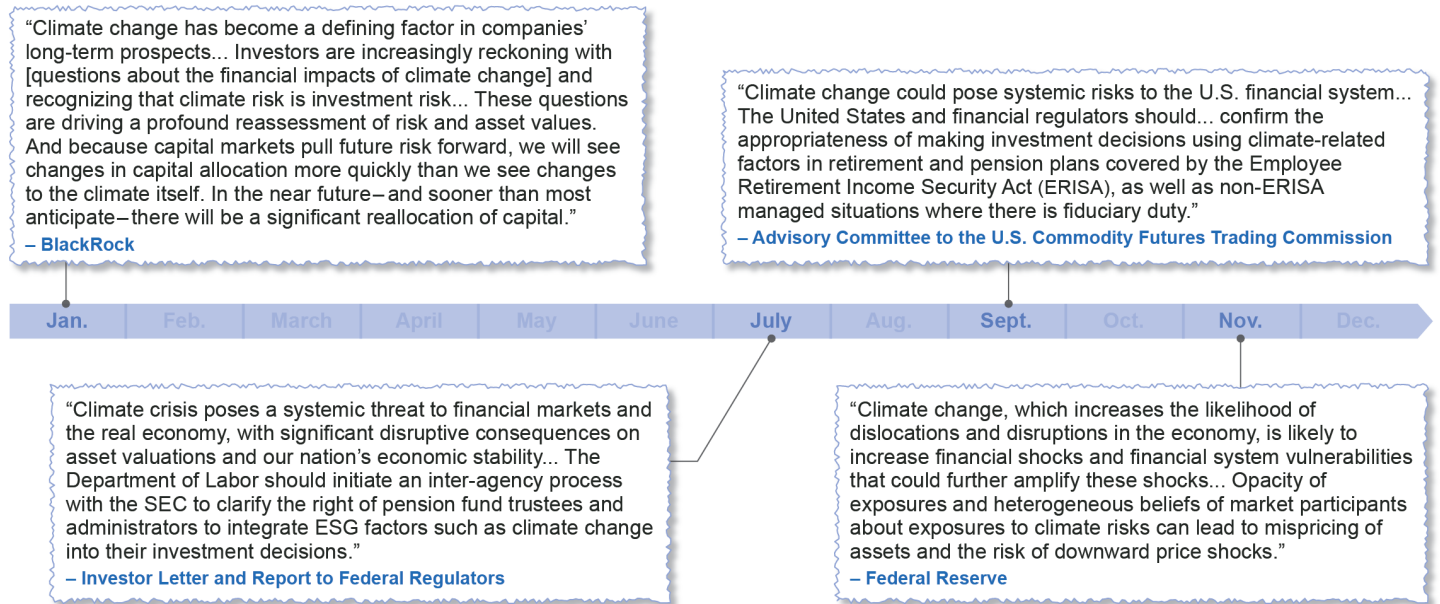 “Climate change has become a defining factor in companies’
long-term prospects... Investors are increasingly reckoning with
[questions about the financial impacts of climate change] and
recognizing that climate risk is investment risk... These questions
are driving a profound reassessment of risk and asset values.
And because capital markets pull future risk forward, we will see
changes in capital allocation more quickly than we see changes
to the climate itself. In the near future–and sooner than most
anticipate–there will be a significant reallocation of capital.”
– BlackRock
“Climate change could pose systemic risks to the U.S. financial system...
The United States and financial regulators should... confirm the
appropriateness of making investment decisions using climate-related
factors in retirement and pension plans covered by the Employee
Retirement Income Security Act (ERISA), as well as non-ERISA
managed situations where there is fiduciary duty.”
– Advisory Committee to the U.S. Commodity Futures Trading Commission
Jan. Feb. March April May June July Aug. Sept. Oct. Nov. Dec.
“Climate crisis poses a systemic threat to financial markets and
the real economy, with significant disruptive consequences on
asset valuations and our nation’s economic stability... The
Department of Labor should initiate an inter-agency process
with the SEC to clarify the right of pension fund trustees and
administrators to integrate ESG factors such as climate change
into their investment decisions.”
– Investor Letter and Report to Federal Regulators
“Climate change, which increases the likelihood of
dislocations and disruptions in the economy, is likely to
increase financial shocks and financial system vulnerabilities
that could further amplify these shocks... Opacity of
exposures and heterogeneous beliefs of market participants
about exposures to climate risks can lead to mispricing of
assets and the risk of downward price shocks.”
– Federal Reserve